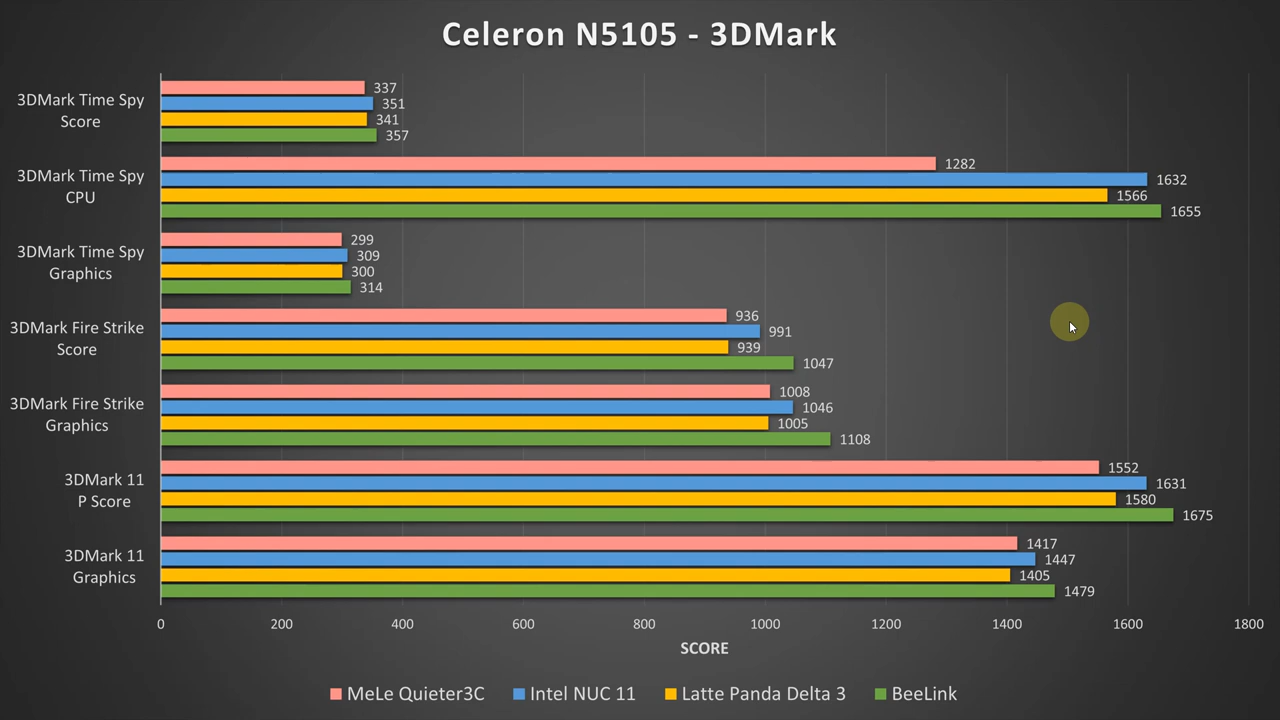 Celeron N5105 - 3DMark
3DMark Time Spy
Score
337
351
341
357
3DMark Time Spy
CPU
1282
1632
1566
1655
3DMark Time Spy
Graphics
299
309
300
314
3DMark Fire Strike
Score
936
991
939
1047
3DMark Fire Strike
Graphics
1008
1046
1005
1108
3DMark 11
P Score
1552
1631
1580
1675
3DMark 11
Graphics
1417
1447
1405
1479
0 200 400 600 800 1000 1200 1400 1600 1800
SCORE
MeLe Quieter3C Intel NUC 11 Latte Panda Delta 3 BeeLink